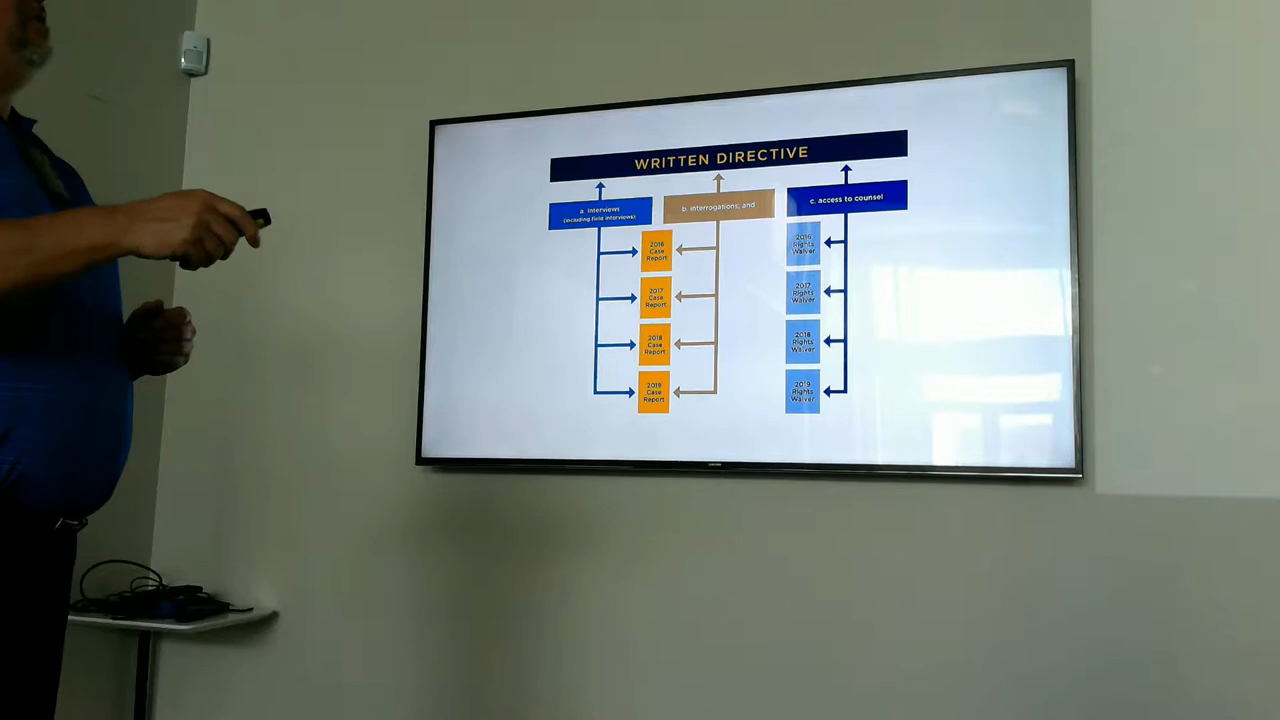 WRITTEN DIRECTIVE
a. interviews
(including field interviews);
b. interrogations; and
c. access to counsel
2016
Case
Report
2017
Case
Report
2018
Case
Report
2019
Case
Report
2016
Rights
Waiver
2017
Rights
Waiver
2018
Rights
Waiver
2019
Rights
Waiver
SAMSUNG